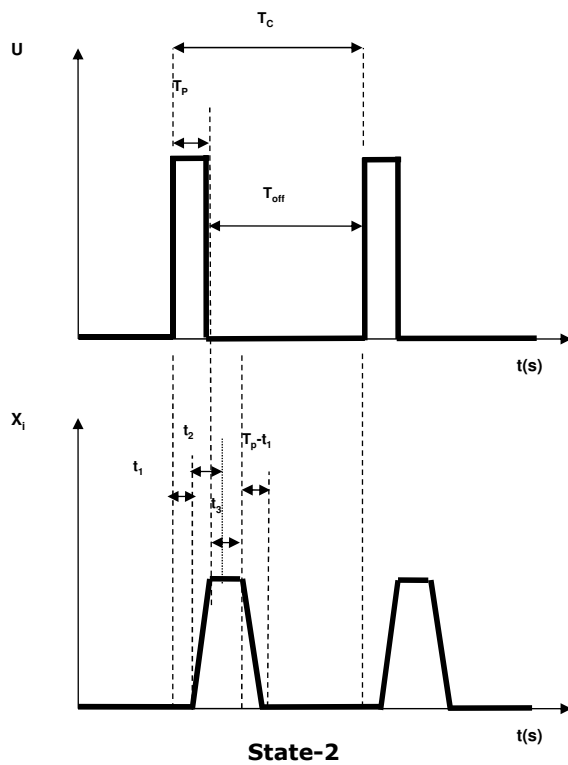 T_C
U
T_P
T_off
t(s)
X_i
t_2
T_p-t_1
t_1
t_3
t(s)
State-2